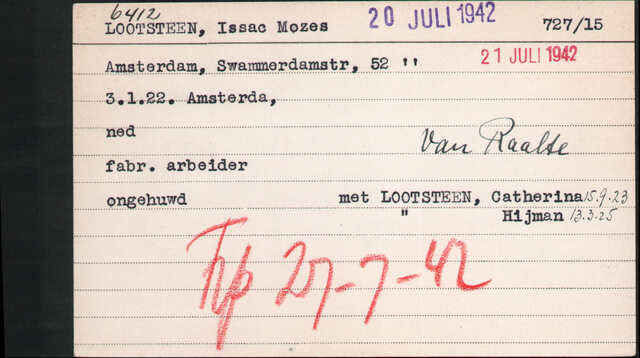 6412
LOOTSTEEN, Issac Mozes 20 JULI 1942 727/15
Amsterdam, Swammerdamstr, 52 '' 21 JULI 1942
3.1.22. Amsterda,
ned
Van Raalte
fabr. arbeider
ongehuwd met LOOTSTEEN, Catherina 15.9.23
" Hijman 13.3.25
Trp 27-7-42